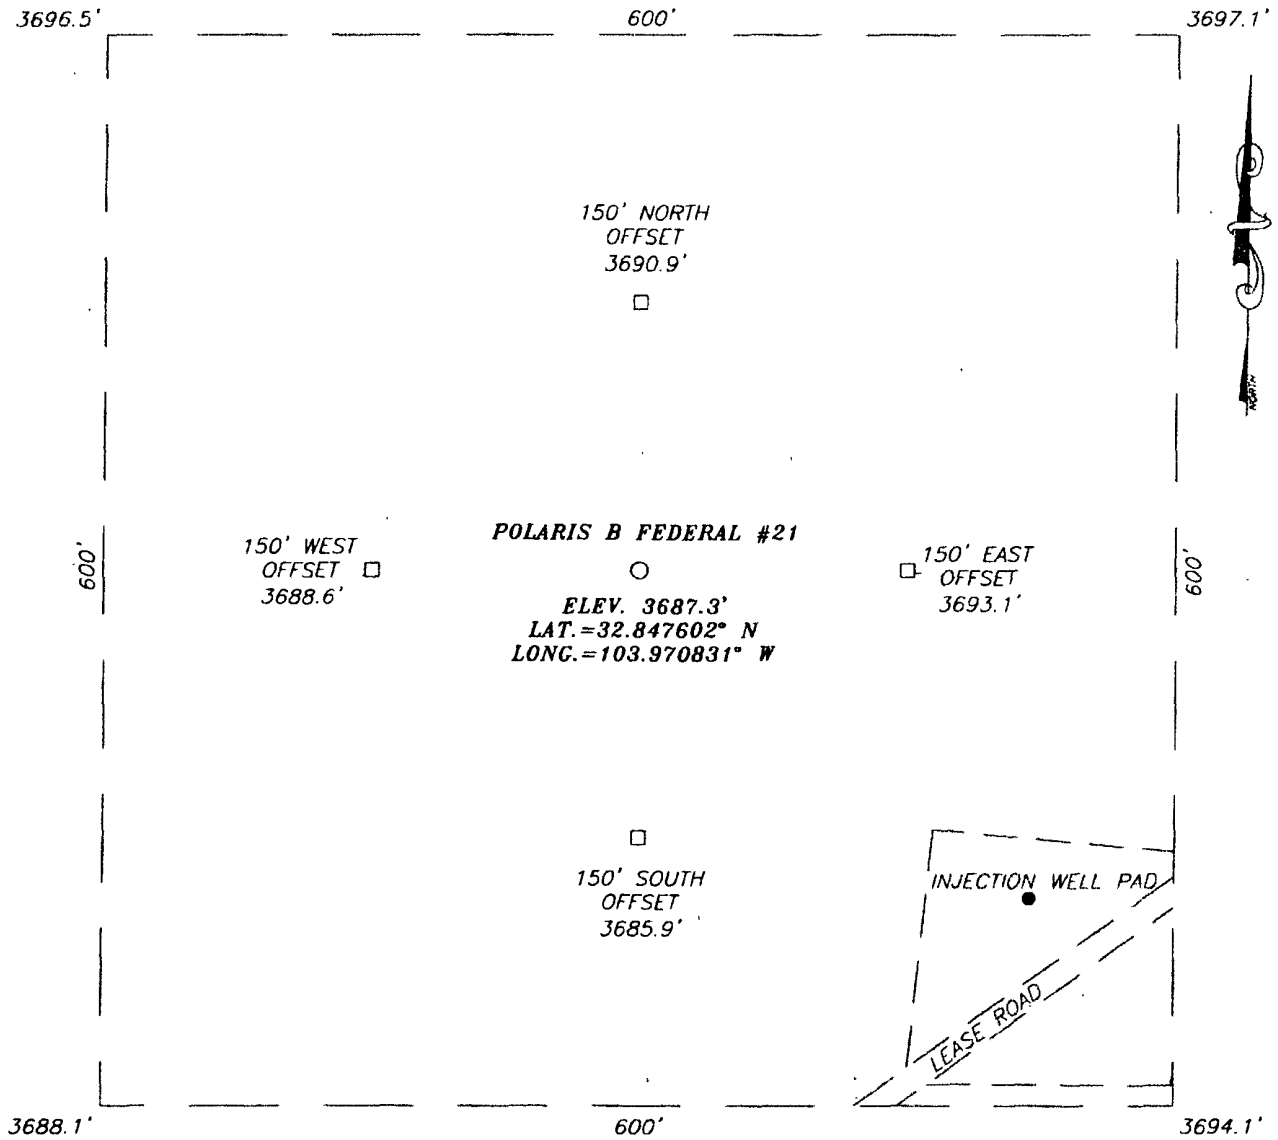 3696.5'
600'
3697.1'
NORTH
150' NORTH
OFFSET
3690.9'
600'
150' WEST
OFFSET
3688.6'
POLARIS B FEDERAL #21
ELEV. 3687.3'
LAT.=32.847602° N
LONG.=103.970831° W
150' EAST
OFFSET
3693.1'
600'
150' SOUTH
OFFSET
3685.9'
INJECTION WELL PAD
LEASE ROAD
3688.1'
600'
3694.1'